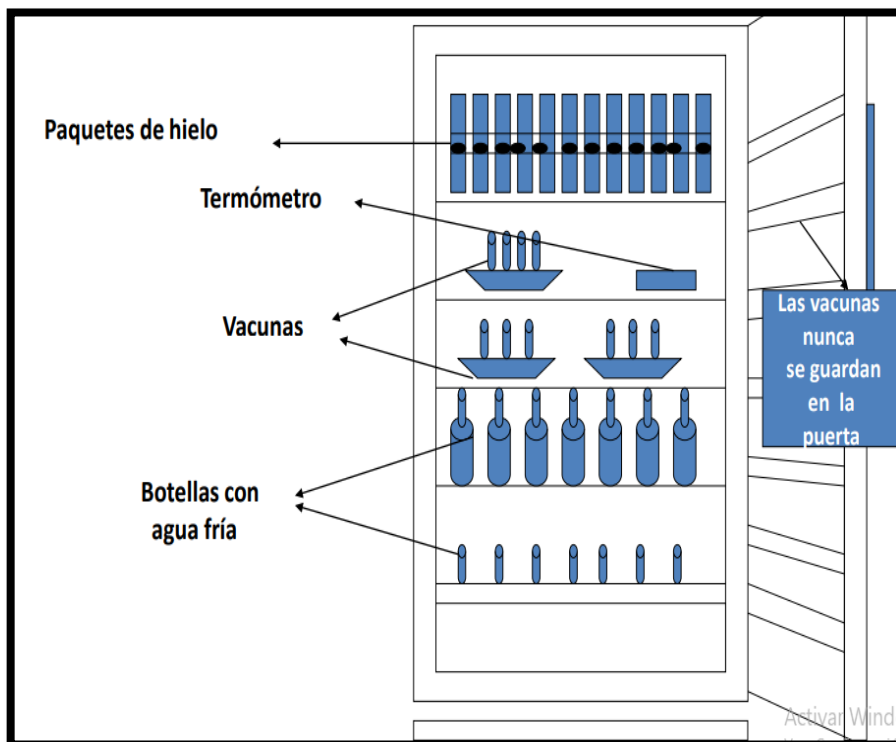 Paquetes de hielo
Termómetro
Vacunas
Las vacunas
nunca
se guardan
en la
puerta
Botellas con
agua fría
Activar Wind